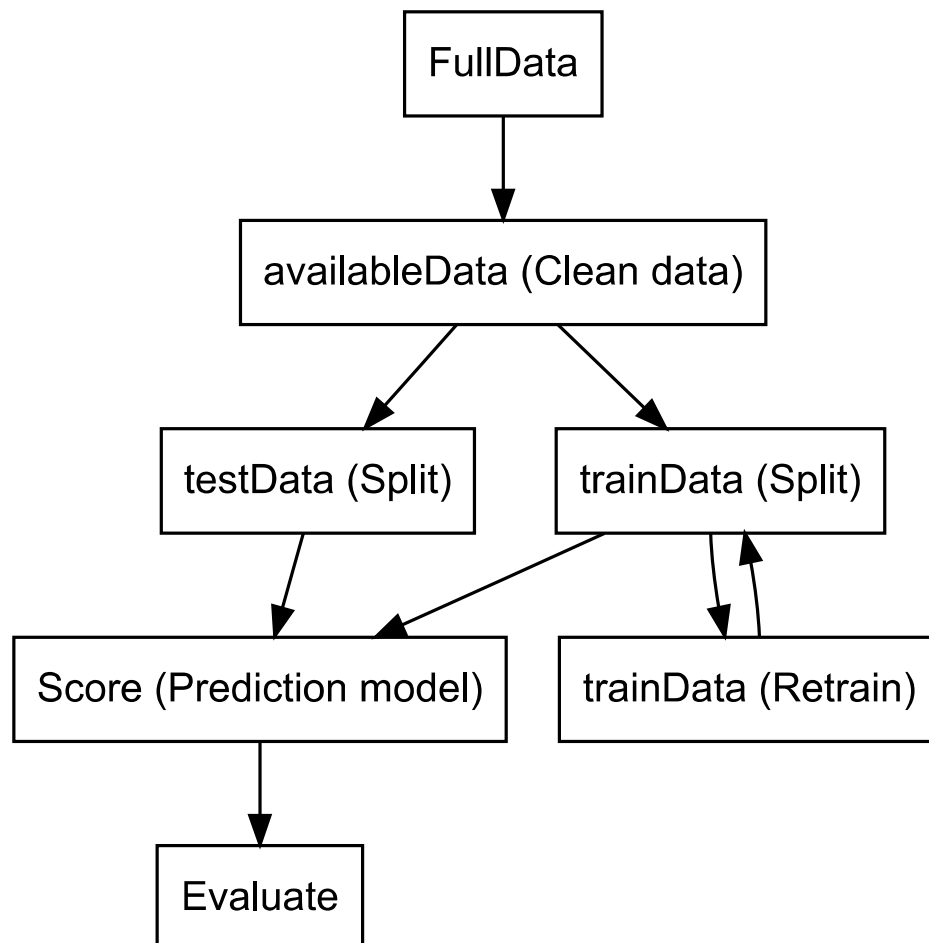 FullData
availableData (Clean data)
testData (Split)
trainData (Split)
Score (Prediction model)
trainData (Retrain)
Evaluate